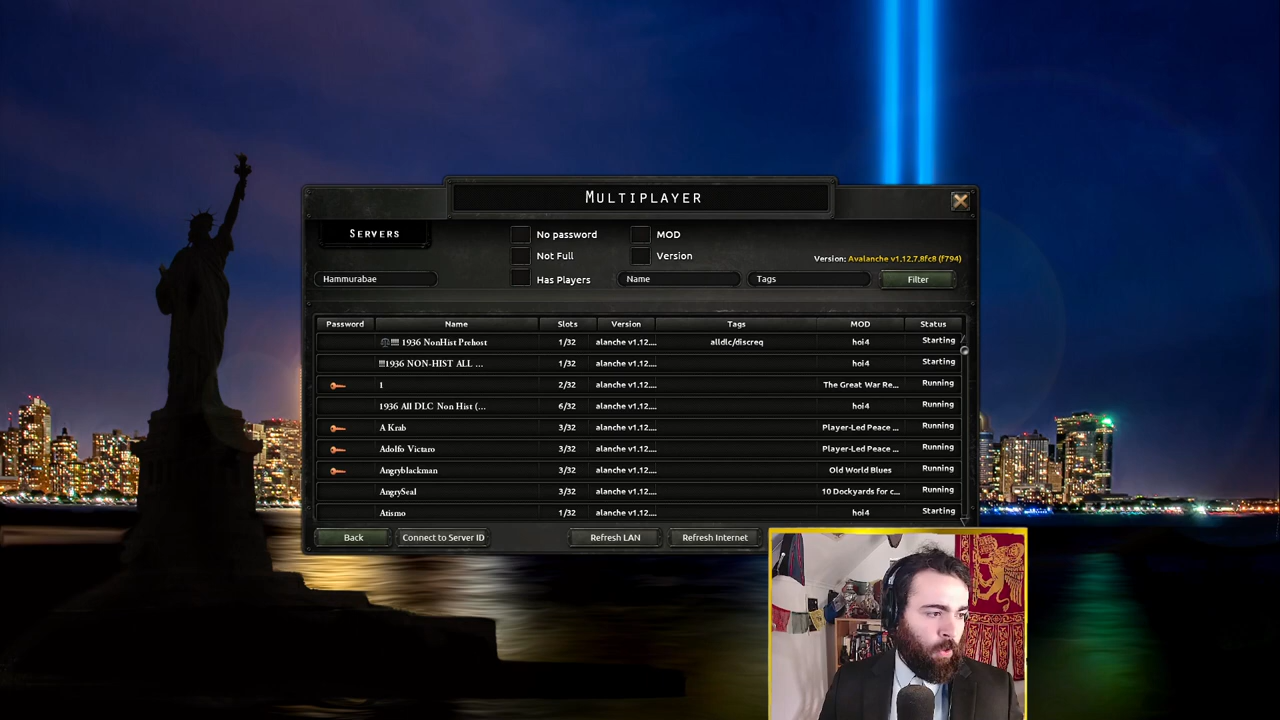 MULTIPLAYER
SERVERS
No password
MOD
Not Full
Version
Version: Avalanche v1.12.7.8fc8 (f794)
Hammurabae
Has Players
Name
Tags
Filter
Password Name Slots Version Tags MOD Status
!!!! 1936 NonHist Prehost 1/32 alanche v1.12.... alldlc/discreq hoi4 Starting
!!!1936 NON-HIST ALL ... 1/32 alanche v1.12.... hoi4 Starting
1 2/32 alanche v1.12.... The Great War Re... Running
1936 All DLC Non Hist (... 6/32 alanche v1.12.... hoi4 Running
A Krab 3/32 alanche v1.12.... Player-Led Peace ... Running
Adolfo Victaro 3/32 alanche v1.12.... Player-Led Peace ... Running
Angryblackman 3/32 alanche v1.12.... Old World Blues Running
AngrySeal 3/32 alanche v1.12.... 10 Dockyards for c... Running
Atismo 1/32 alanche v1.12.... hoi4 Starting
Back Connect to Server ID Refresh LAN Refresh Internet